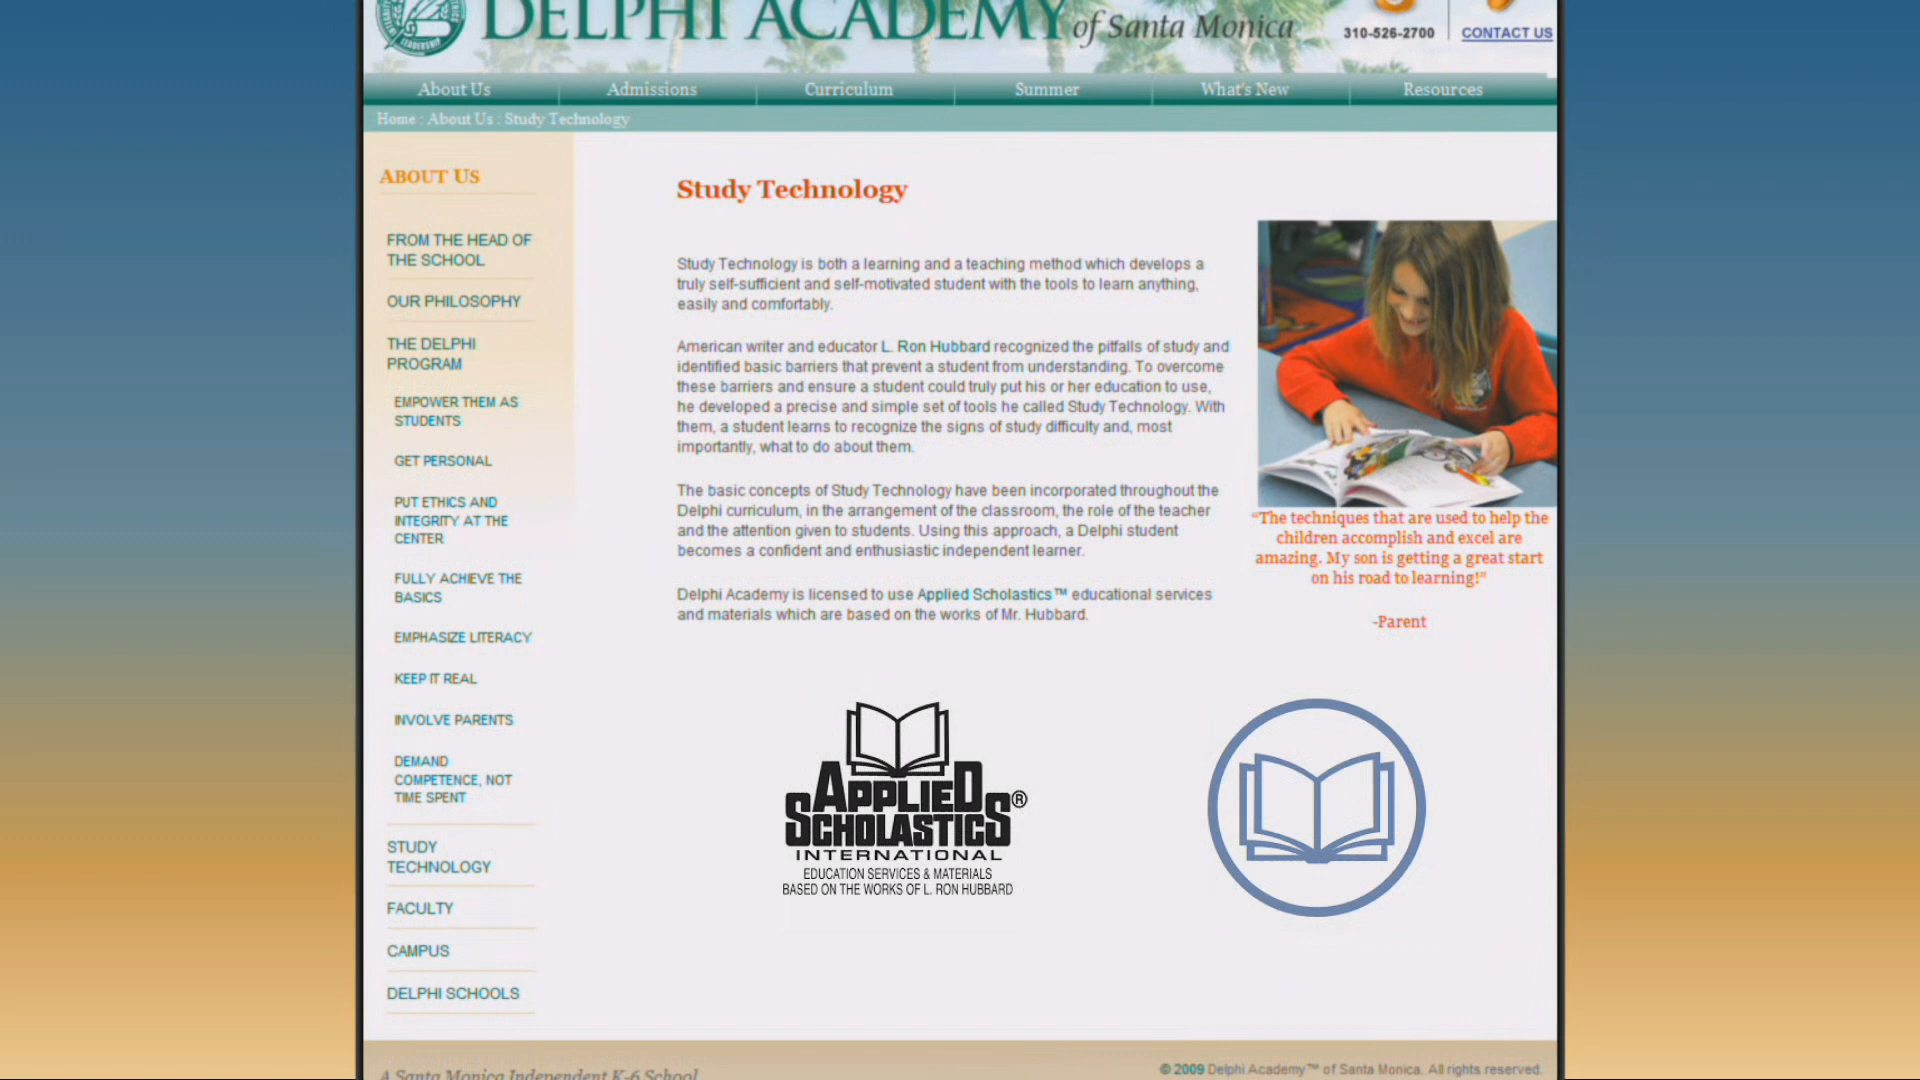 DELPHI ACADEMY of Santa Monica
310-526-2700
CONTACT US
About Us
Admissions
Curriculum
Summer
What's New
Resources
Home : About Us : Study Technology
ABOUT US
FROM THE HEAD OF
THE SCHOOL
OUR PHILOSOPHY
THE DELPHI
PROGRAM
EMPOWER THEM AS
STUDENTS
GET PERSONAL
PUT ETHICS AND
INTEGRITY AT THE
CENTER
FULLY ACHIEVE THE
BASICS
EMPHASIZE LITERACY
KEEP IT REAL
INVOLVE PARENTS
DEMAND
COMPETENCE, NOT
TIME SPENT
STUDY
TECHNOLOGY
FACULTY
CAMPUS
DELPHI SCHOOLS
Study Technology
Study Technology is both a learning and a teaching method which develops a
truly self-sufficient and self-motivated student with the tools to learn anything,
easily and comfortably.
American writer and educator L. Ron Hubbard recognized the pitfalls of study and
identified basic barriers that prevent a student from understanding. To overcome
these barriers and ensure a student could truly put his or her education to use,
he developed a precise and simple set of tools he called Study Technology. With
them, a student learns to recognize the signs of study difficulty and, most
importantly, what to do about them.
The basic concepts of Study Technology have been incorporated throughout the
Delphi curriculum, in the arrangement of the classroom, the role of the teacher
and the attention given to students. Using this approach, a Delphi student
becomes a confident and enthusiastic independent learner.
Delphi Academy is licensed to use Applied Scholastics™ educational services
and materials which are based on the works of Mr. Hubbard.
"The techniques that are used to help the
children accomplish and excel are
amazing. My son is getting a great start
on his road to learning!"
-Parent
APPLIED
SCHOLASTICS®
INTERNATIONAL
EDUCATION SERVICES & MATERIALS
BASED ON THE WORKS OF L. RON HUBBARD
A Santa Monica Independent K-6 School
© 2009 Delphi Academy™ of Santa Monica. All rights reserved.